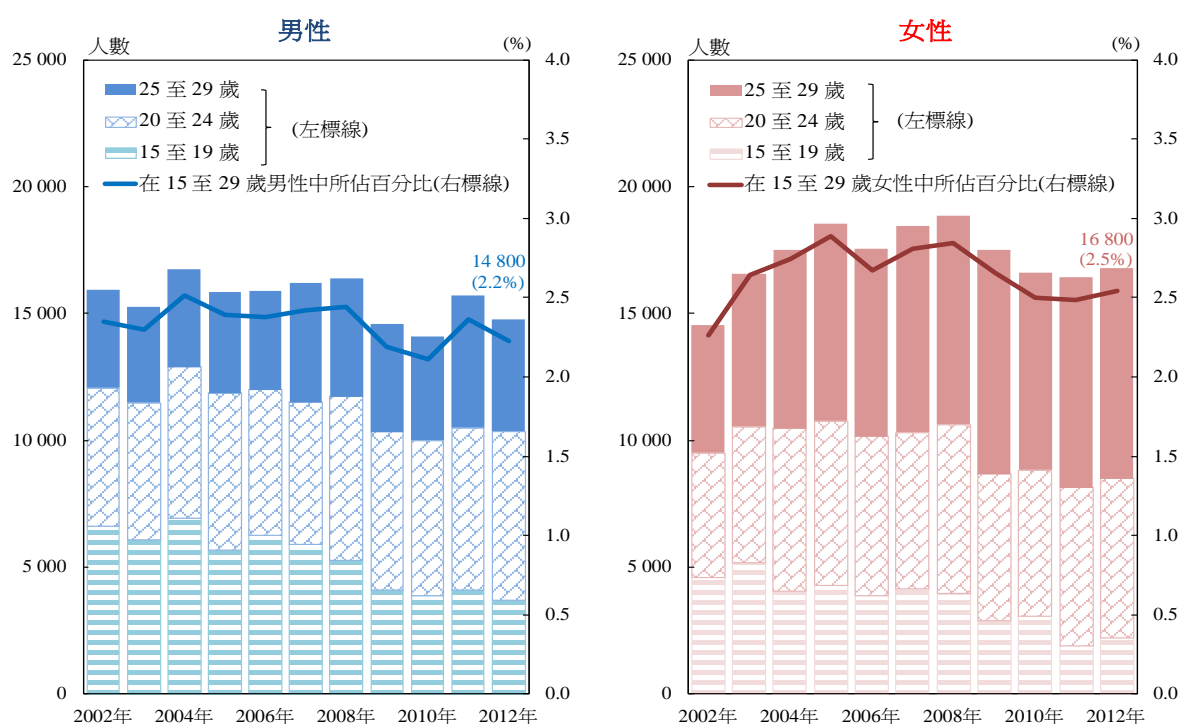 男性
人數
(%)
25 000
20 000
15 000
10 000
5 000
0
4.0
3.5
3.0
2.5
2.0
1.5
1.0
0.5
0.0
25 至 29 歲
20 至 24 歲
15 至 19 歲
(左標線)
在 15 至 29 歲男性中所佔百分比(右標線)
14 800
(2.2%)
2002年
2004年
2006年
2008年
2010年
2012年
女性
人數
(%)
25 000
20 000
15 000
10 000
5 000
0
4.0
3.5
3.0
2.5
2.0
1.5
1.0
0.5
0.0
25 至 29 歲
20 至 24 歲
15 至 19 歲
(左標線)
在 15 至 29 歲女性中所佔百分比(右標線)
16 800
(2.5%)
2002年
2004年
2006年
2008年
2010年
2012年